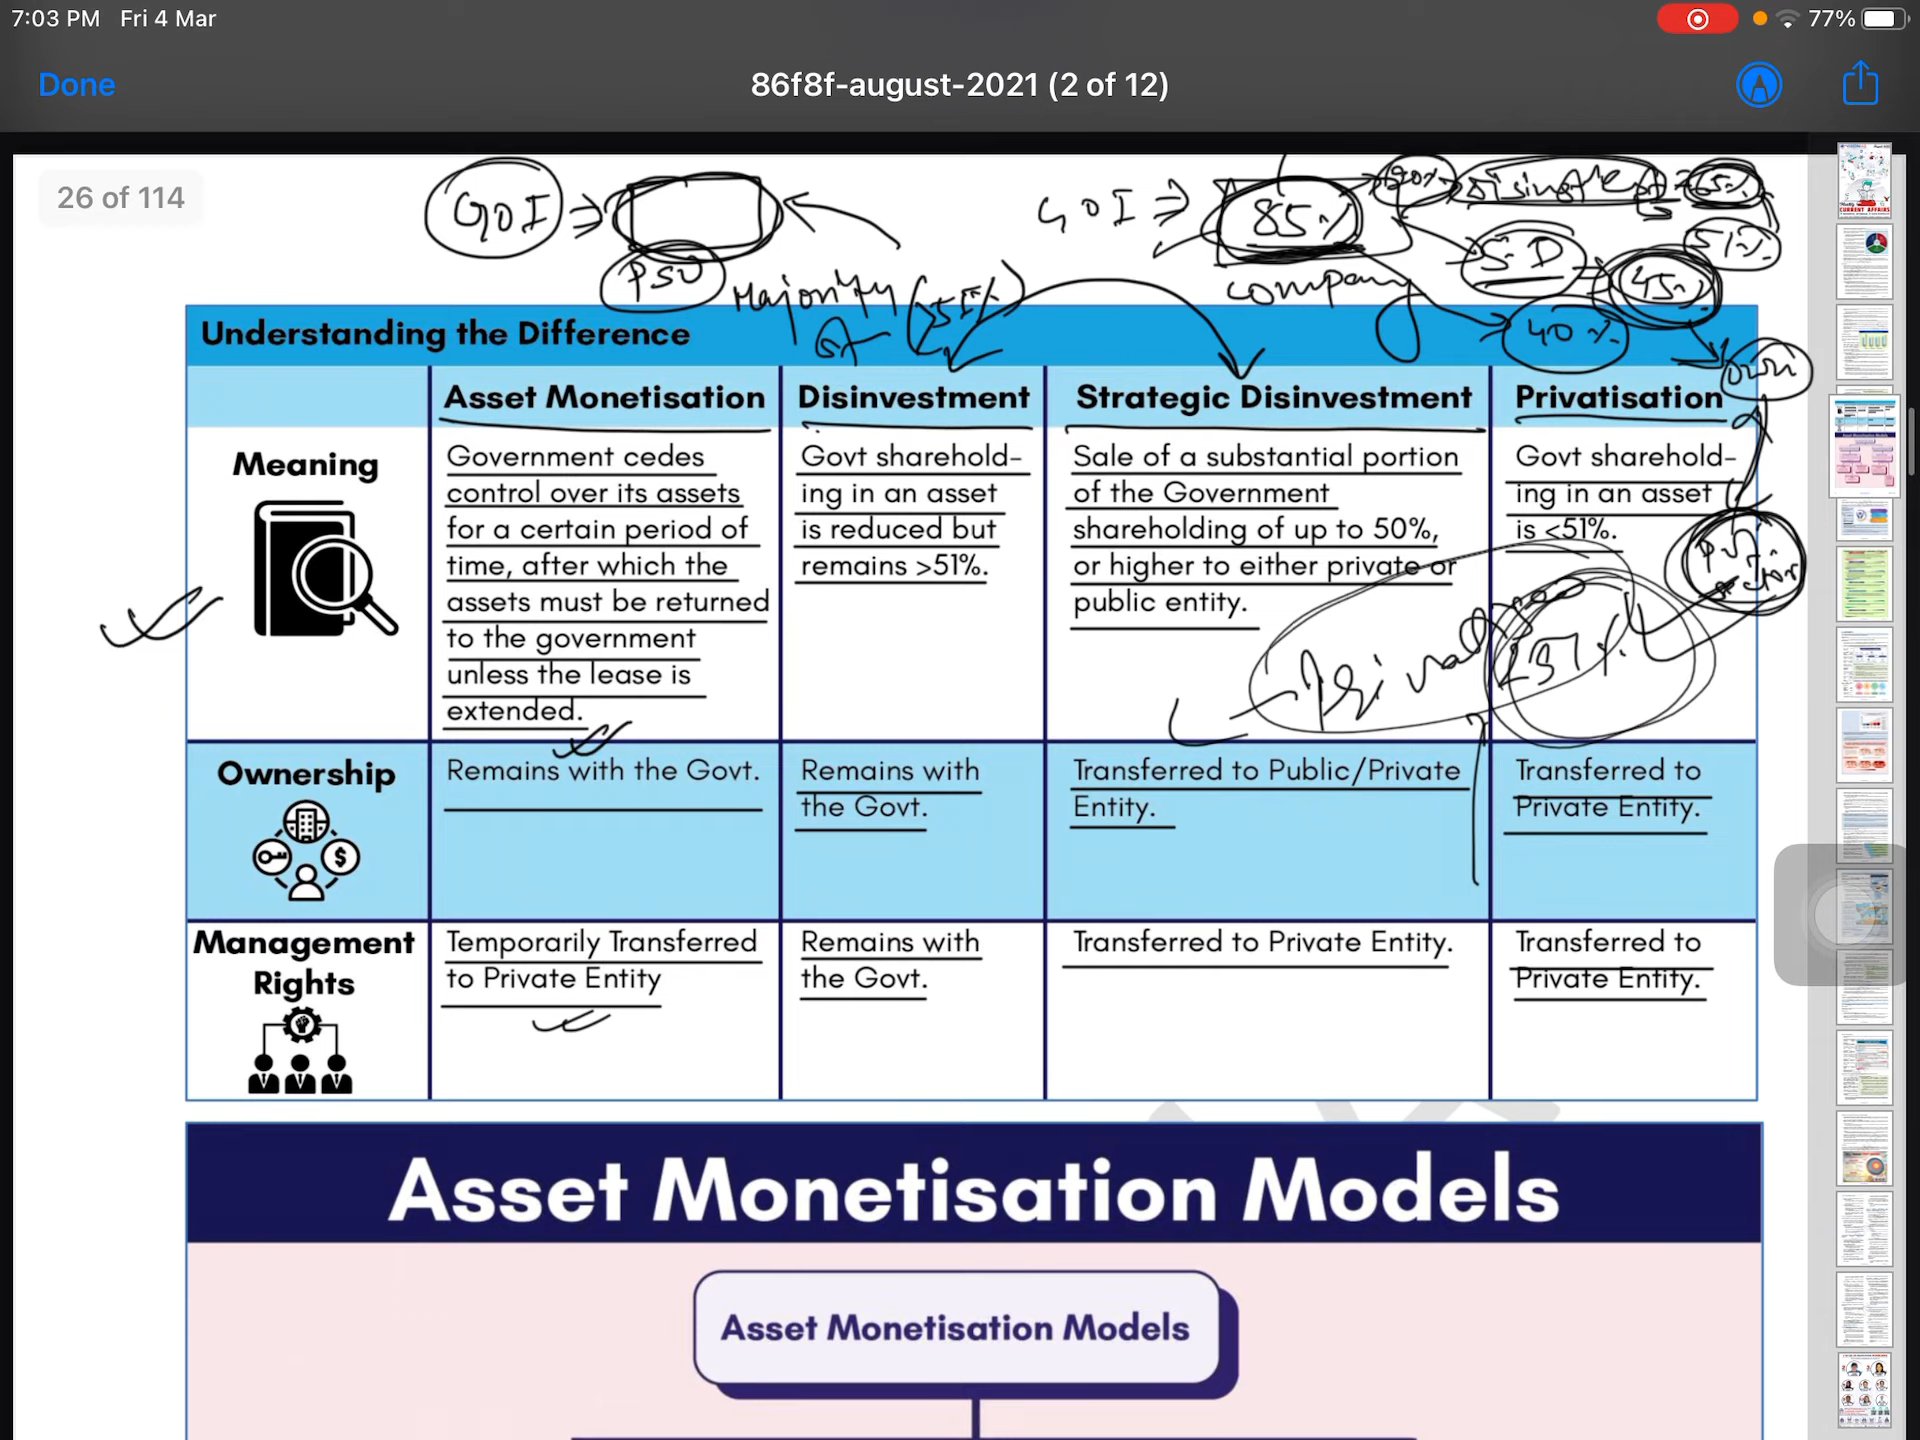 7:03 PM Fri 4 Mar
77%
Done
86f8f-august-2021 (2 of 12)
26 of 114
GOI
PSU
Majority
(51%)
GOI
85%
company
S.D
45%
51%
40%
Understanding the Difference
Asset Monetisation
Disinvestment
Strategic Disinvestment
Privatisation
Meaning
Government cedes
control over its assets
for a certain period of
time, after which the
assets must be returned
to the government
unless the lease is
extended.
Govt sharehold-
ing in an asset
is reduced but
remains >51%.
Sale of a substantial portion
of the Government
shareholding of up to 50%,
or higher to either private or
public entity.
Govt sharehold-
ing in an asset
is <51%.
Ownership
Remains with the Govt.
Remains with
the Govt.
Transferred to Public/Private
Entity.
Transferred to
Private Entity.
Management
Rights
Temporarily Transferred
to Private Entity
Remains with
the Govt.
Transferred to Private Entity.
Transferred to
Private Entity.
Asset Monetisation Models
Asset Monetisation Models